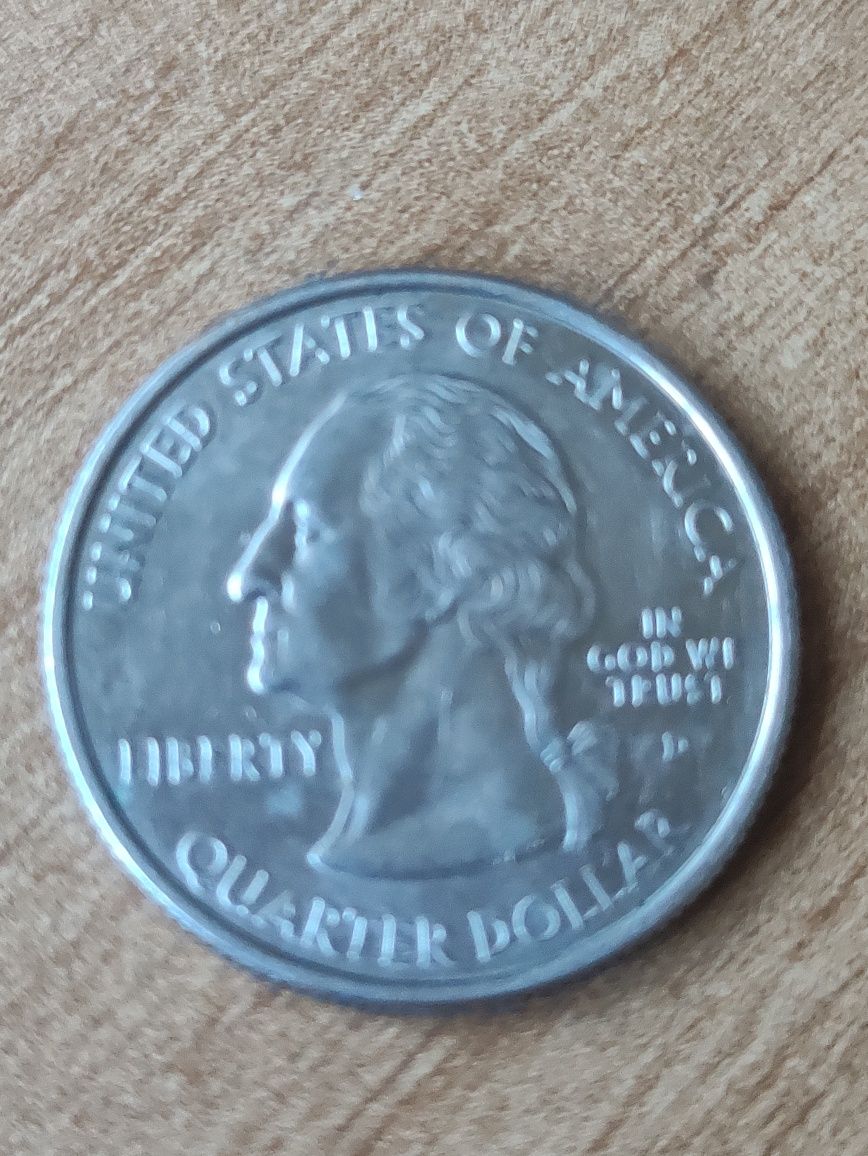 UNITED STATES OF AMERICA
IN
GOD WE
TRUST
LIBERTY
QUARTER DOLLAR